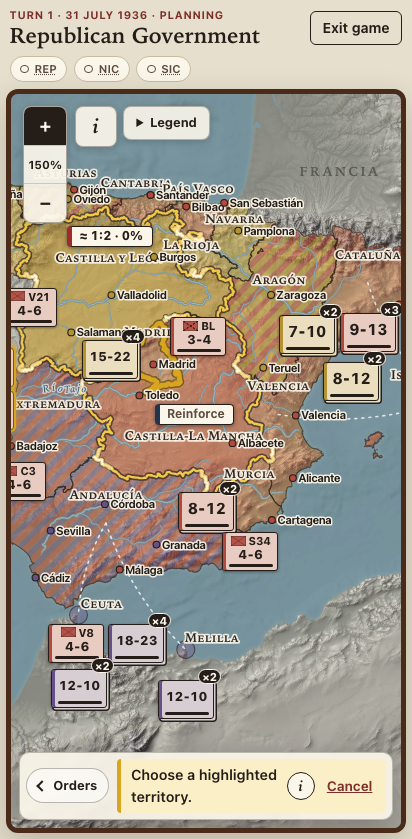 TURN 1 · 31 JULY 1936 · PLANNING
Republican Government
Exit game
REP
NIC
SIC
+
150%
−
i
Legend
FRANCIA
Gijón
Oviedo
Cantabria
País Vasco
Santander
Bilbao
San Sebastián
Navarra
Pamplona
≈ 1:2 · 0%
La Rioja
Castilla y León
Burgos
Cataluña
Aragón
Zaragoza
Valladolid
V21
4-6
×2
7-10
×3
9-13
Salamanca
×4
15-22
BL
3-4
Madrid
×2
8-12
Teruel
Valencia
Río Tajo
Toledo
Reinforce
Valencia
Castilla-La Mancha
Albacete
Badajoz
C3
4-6
Murcia
Alicante
Andalucía
Córdoba
×2
8-12
Cartagena
Sevilla
Granada
S34
4-6
Málaga
Cádiz
Ceuta
V8
4-6
×4
18-23
Melilla
×2
12-10
×2
12-10
Orders
Choose a highlighted
territory.
i
Cancel